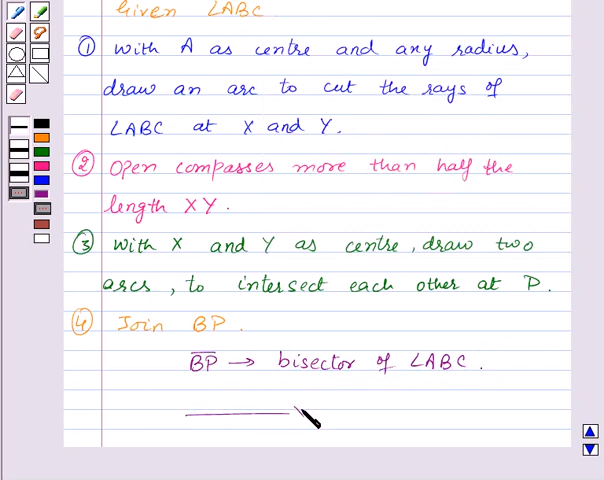 Given ∠ABC
① With A as centre and any radius,
draw an arc to cut the rays of
∠ABC at X and Y.
② Open compasses more than half the
length XY.
③ With X and Y as centre, draw two
arcs, to intersect each other at P.
④ Join BP.
BP → bisector of ∠ABC.